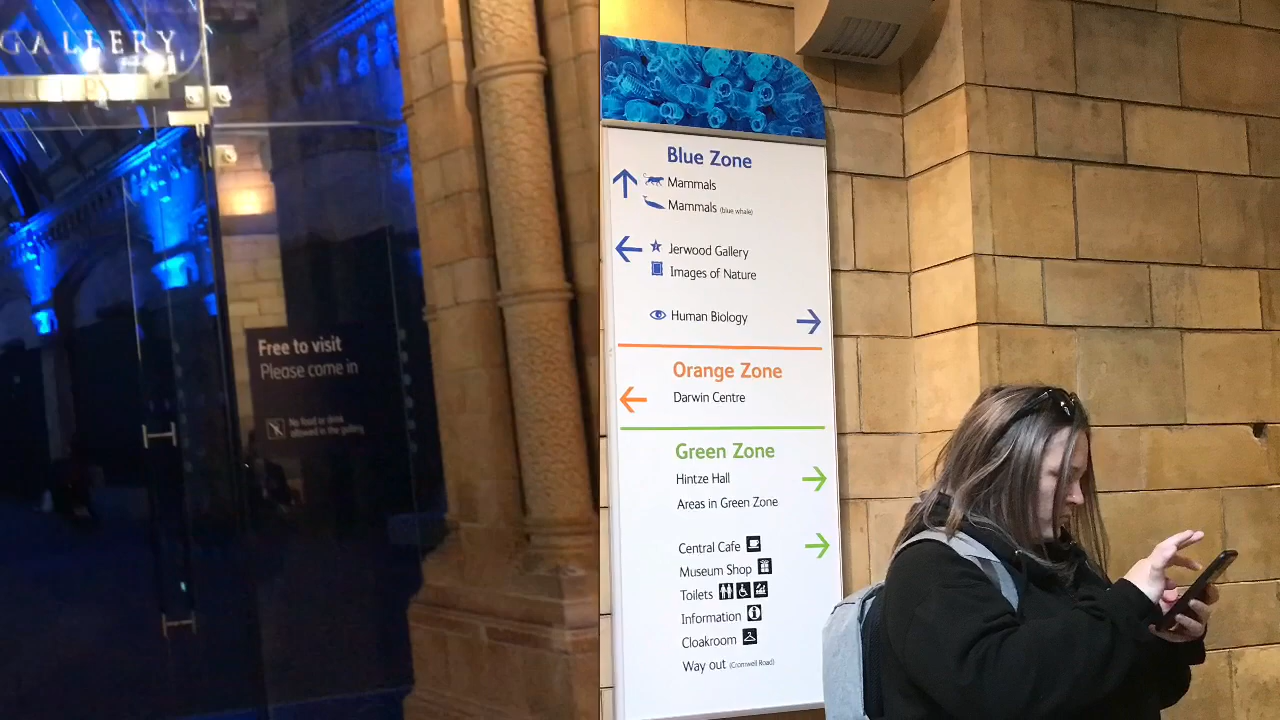 GALLERY
Free to visit
Please come in
No food or drink
allowed in the gallery
Blue Zone
Mammals
Mammals (blue whale)
Jerwood Gallery
Images of Nature
Human Biology
Orange Zone
Darwin Centre
Green Zone
Hintze Hall
Areas in Green Zone
Central Cafe
Museum Shop
Toilets
Information
Cloakroom
Way out (Cromwell Road)